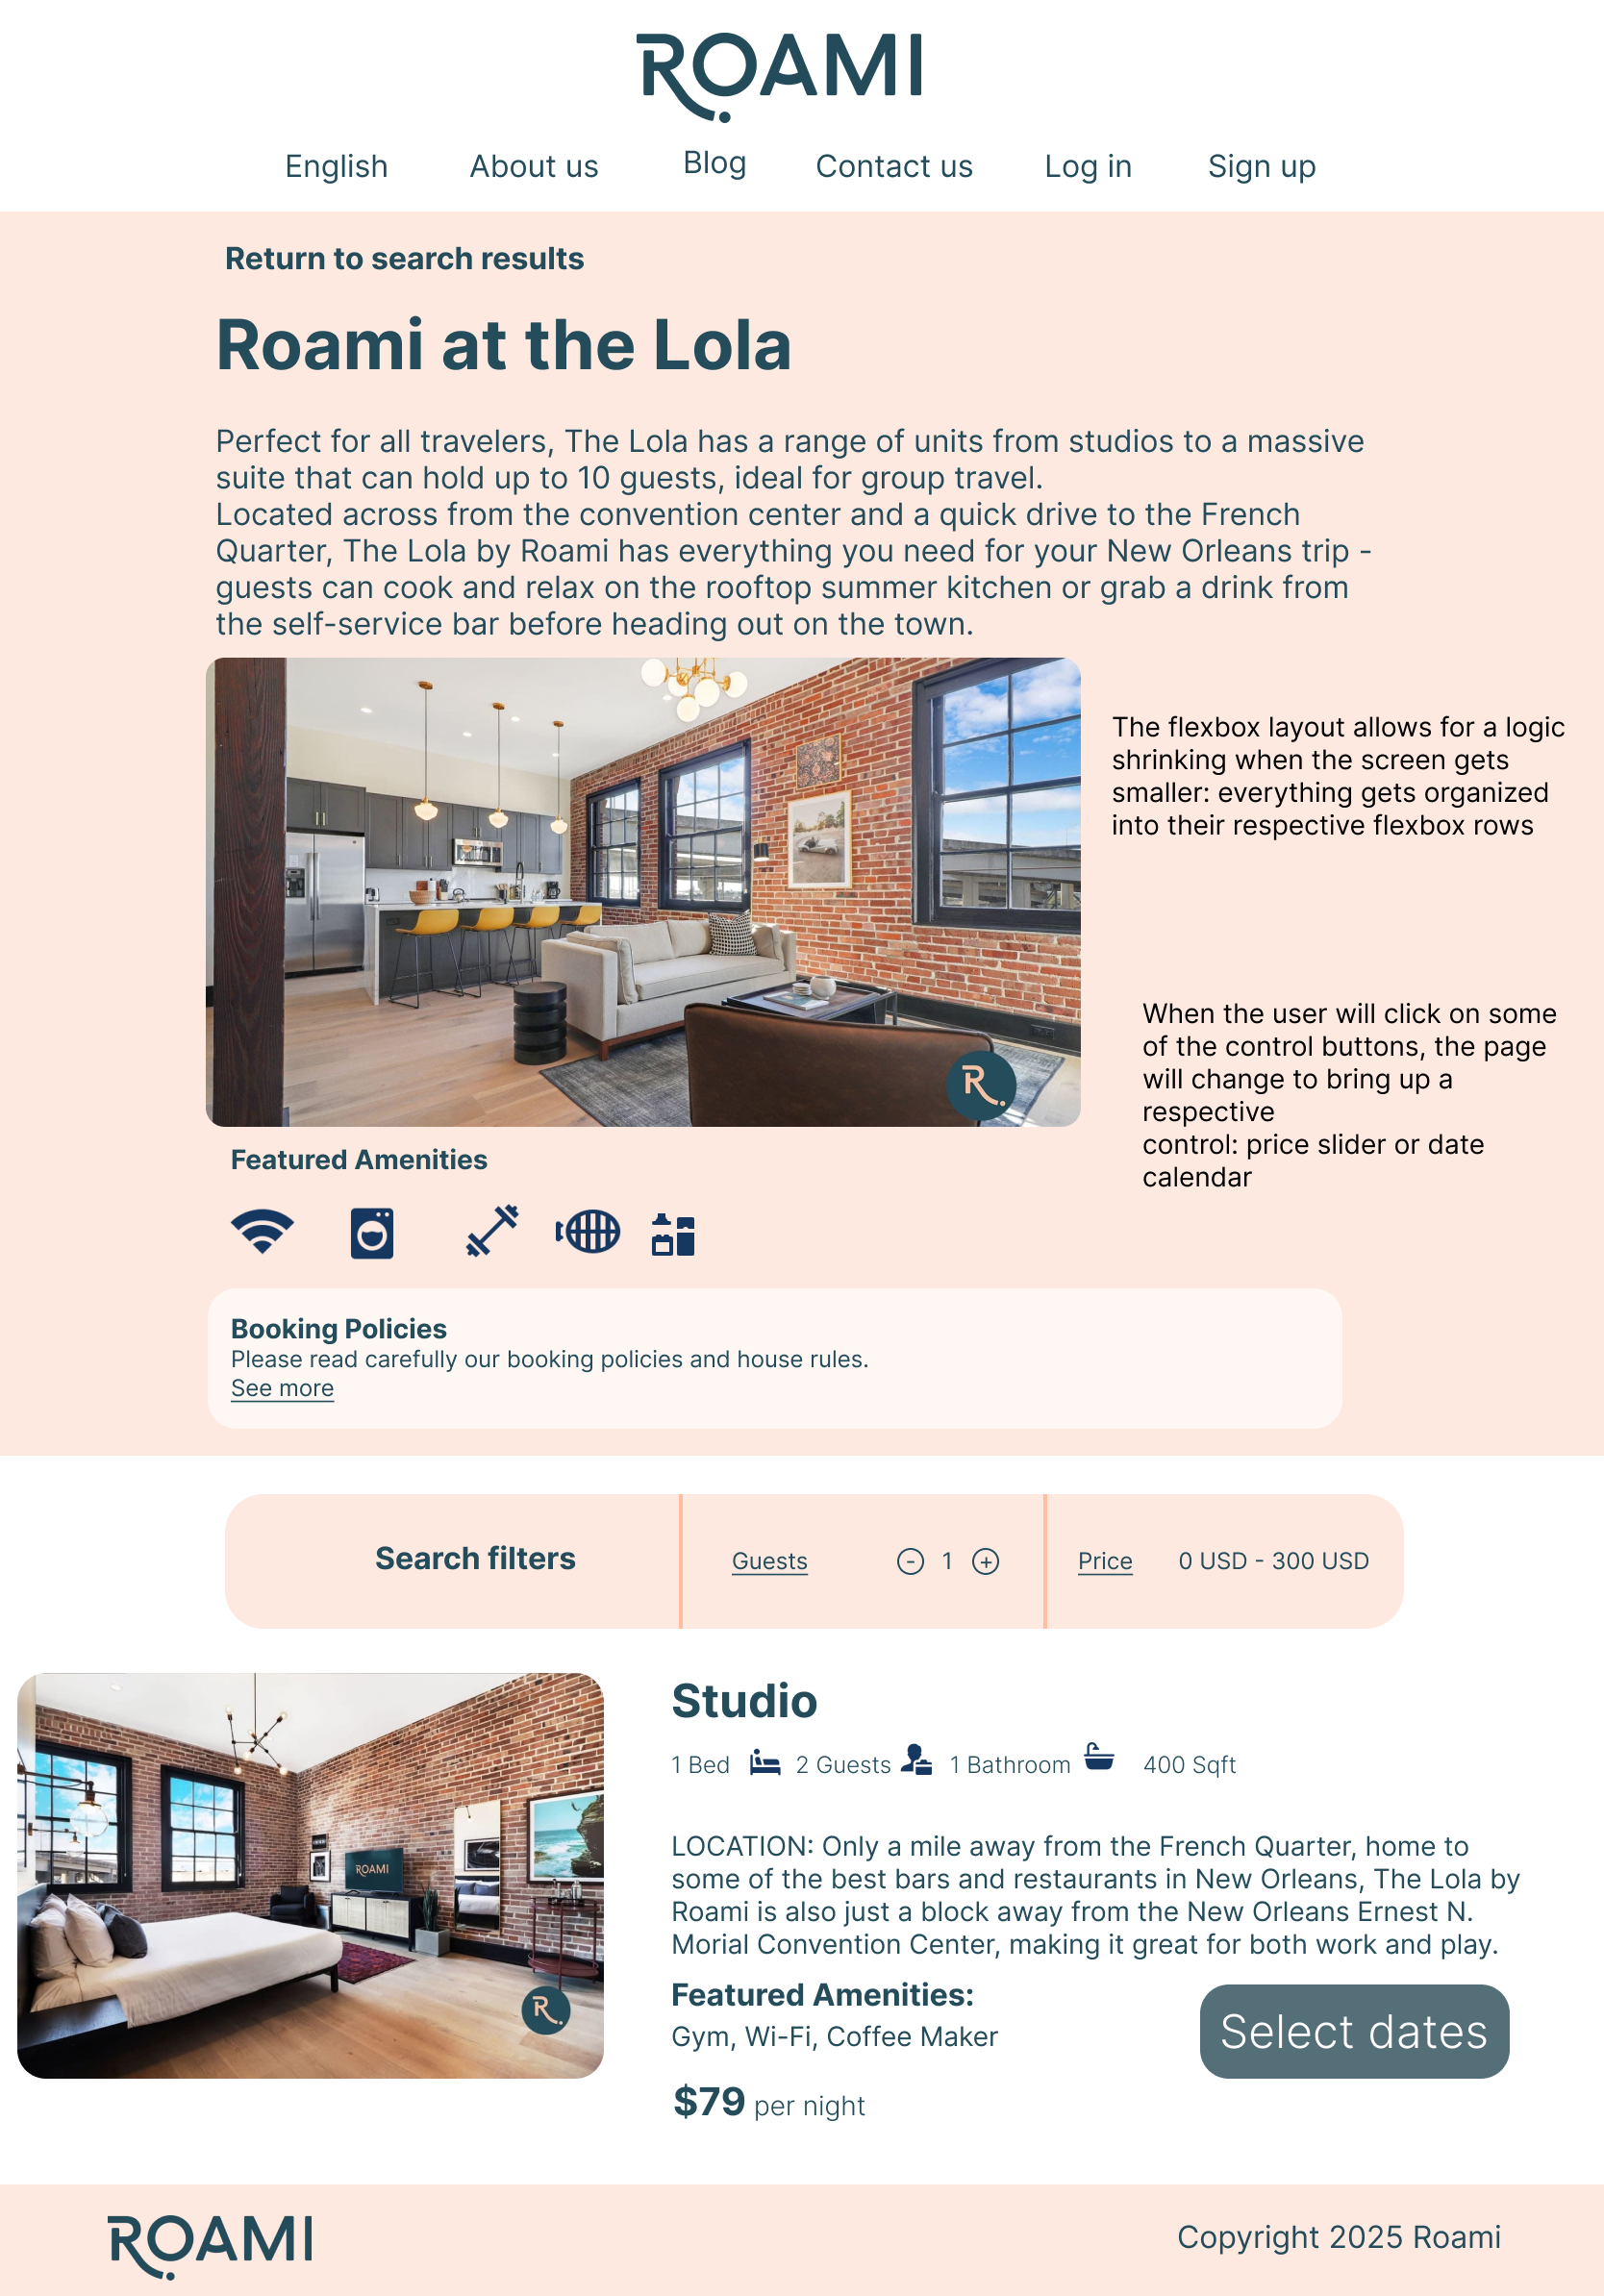 ROAMI
English About us Blog Contact us Log in Sign up
Return to search results
Roami at the Lola
Perfect for all travelers, The Lola has a range of units from studios to a massive
suite that can hold up to 10 guests, ideal for group travel.
Located across from the convention center and a quick drive to the French
Quarter, The Lola by Roami has everything you need for your New Orleans trip -
guests can cook and relax on the rooftop summer kitchen or grab a drink from
the self-service bar before heading out on the town.
The flexbox layout allows for a logic
shrinking when the screen gets
smaller: everything gets organized
into their respective flexbox rows
When the user will click on some
of the control buttons, the page
will change to bring up a
respective
control: price slider or date
calendar
R.
Featured Amenities
Booking Policies
Please read carefully our booking policies and house rules.
See more
Search filters
Guests - 1 +
Price 0 USD - 300 USD
ROAMI
R.
Studio
1 Bed 2 Guests 1 Bathroom 400 Sqft
LOCATION: Only a mile away from the French Quarter, home to
some of the best bars and restaurants in New Orleans, The Lola by
Roami is also just a block away from the New Orleans Ernest N.
Morial Convention Center, making it great for both work and play.
Featured Amenities:
Gym, Wi-Fi, Coffee Maker
Select dates
$79 per night
ROAMI
Copyright 2025 Roami